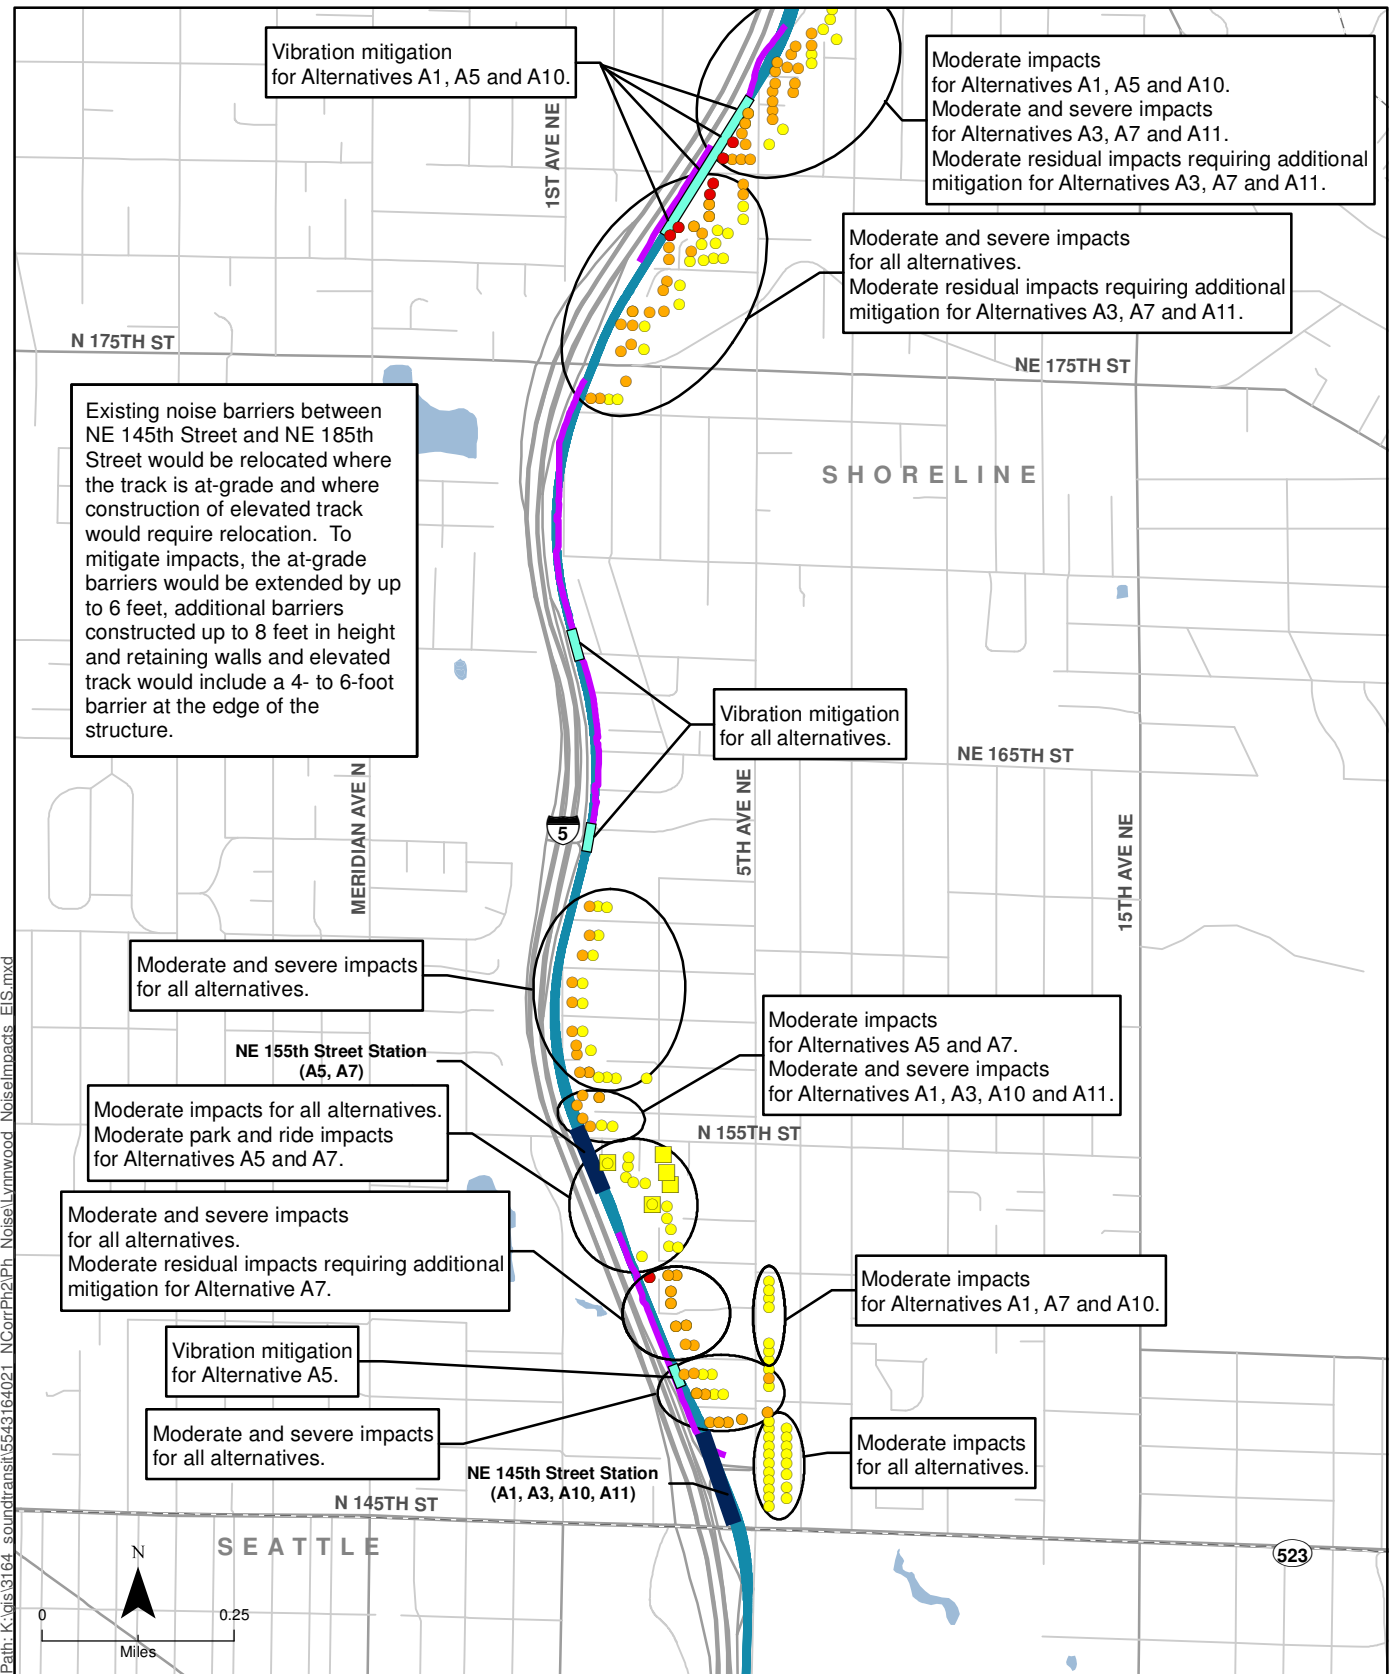 Vibration mitigation
for Alternatives A1, A5 and A10.
1ST AVE NE
Moderate impacts
for Alternatives A1, A5 and A10.
Moderate and severe impacts
for Alternatives A3, A7 and A11.
Moderate residual impacts requiring additional
mitigation for Alternatives A3, A7 and A11.
Moderate and severe impacts
for all alternatives.
Moderate residual impacts requiring additional
mitigation for Alternatives A3, A7 and A11.
N 175TH ST
NE 175TH ST
Existing noise barriers between
NE 145th Street and NE 185th
Street would be relocated where
the track is at-grade and where
construction of elevated track
would require relocation.  To
mitigate impacts, the at-grade
barriers would be extended by up
to 6 feet, additional barriers
constructed up to 8 feet in height
and retaining walls and elevated
track would include a 4- to 6-foot
barrier at the edge of the
structure.
SHORELINE
Vibration mitigation
for all alternatives.
NE 165TH ST
MERIDIAN AVE N
5
5TH AVE NE
15TH AVE NE
Moderate and severe impacts
for all alternatives.
NE 155th Street Station
(A5, A7)
Moderate impacts
for Alternatives A5 and A7.
Moderate and severe impacts
for Alternatives A1, A3, A10 and A11.
Moderate impacts for all alternatives.
Moderate park and ride impacts
for Alternatives A5 and A7.
N 155TH ST
Moderate and severe impacts
for all alternatives.
Moderate residual impacts requiring additional
mitigation for Alternative A7.
Moderate impacts
for Alternatives A1, A7 and A10.
Vibration mitigation
for Alternative A5.
Moderate and severe impacts
for all alternatives.
Moderate impacts
for all alternatives.
NE 145th Street Station
(A1, A3, A10, A11)
N 145TH ST
SEATTLE
523
N
0
0.25
Miles
Path: K:\gis\3164_soundtransit\5543164021_NCorrPh2\Ph_Noise\Lynnwood_NoiseImpacts_EIS.mxd